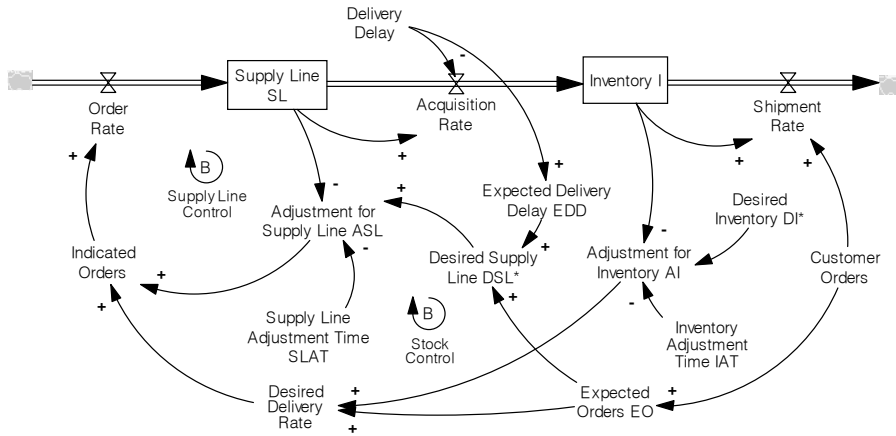 Delivery
Delay
-
Supply Line
SL
Inventory I
Order
Rate
Acquisition
Rate
Shipment
Rate
+
+
+
+
B
Supply Line
Control
-
+
+
Expected Delivery
Delay EDD
Desired
Inventory DI*
Adjustment for
Supply Line ASL
-
+
-
Indicated
Orders
+
Desired Supply
Line DSL*
Adjustment for
Inventory AI
Customer
Orders
+
+
-
Supply Line
Adjustment Time
SLAT
B
Stock
Control
Inventory
Adjustment
Time IAT
Desired
Delivery
Rate
+
+
Expected
Orders EO
+